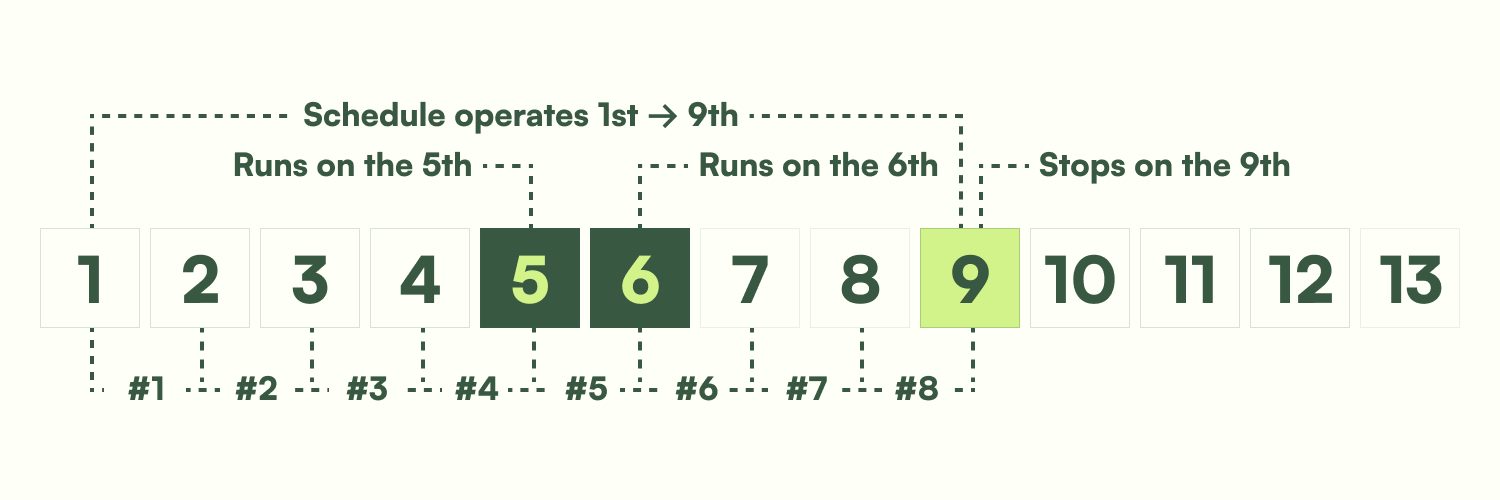 Schedule operates 1st → 9th
Runs on the 5th Runs on the 6th Stops on the 9th
1 2 3 4 5 6 7 8 9 10 11 12 13
#1 #2 #3 #4 #5 #6 #7 #8